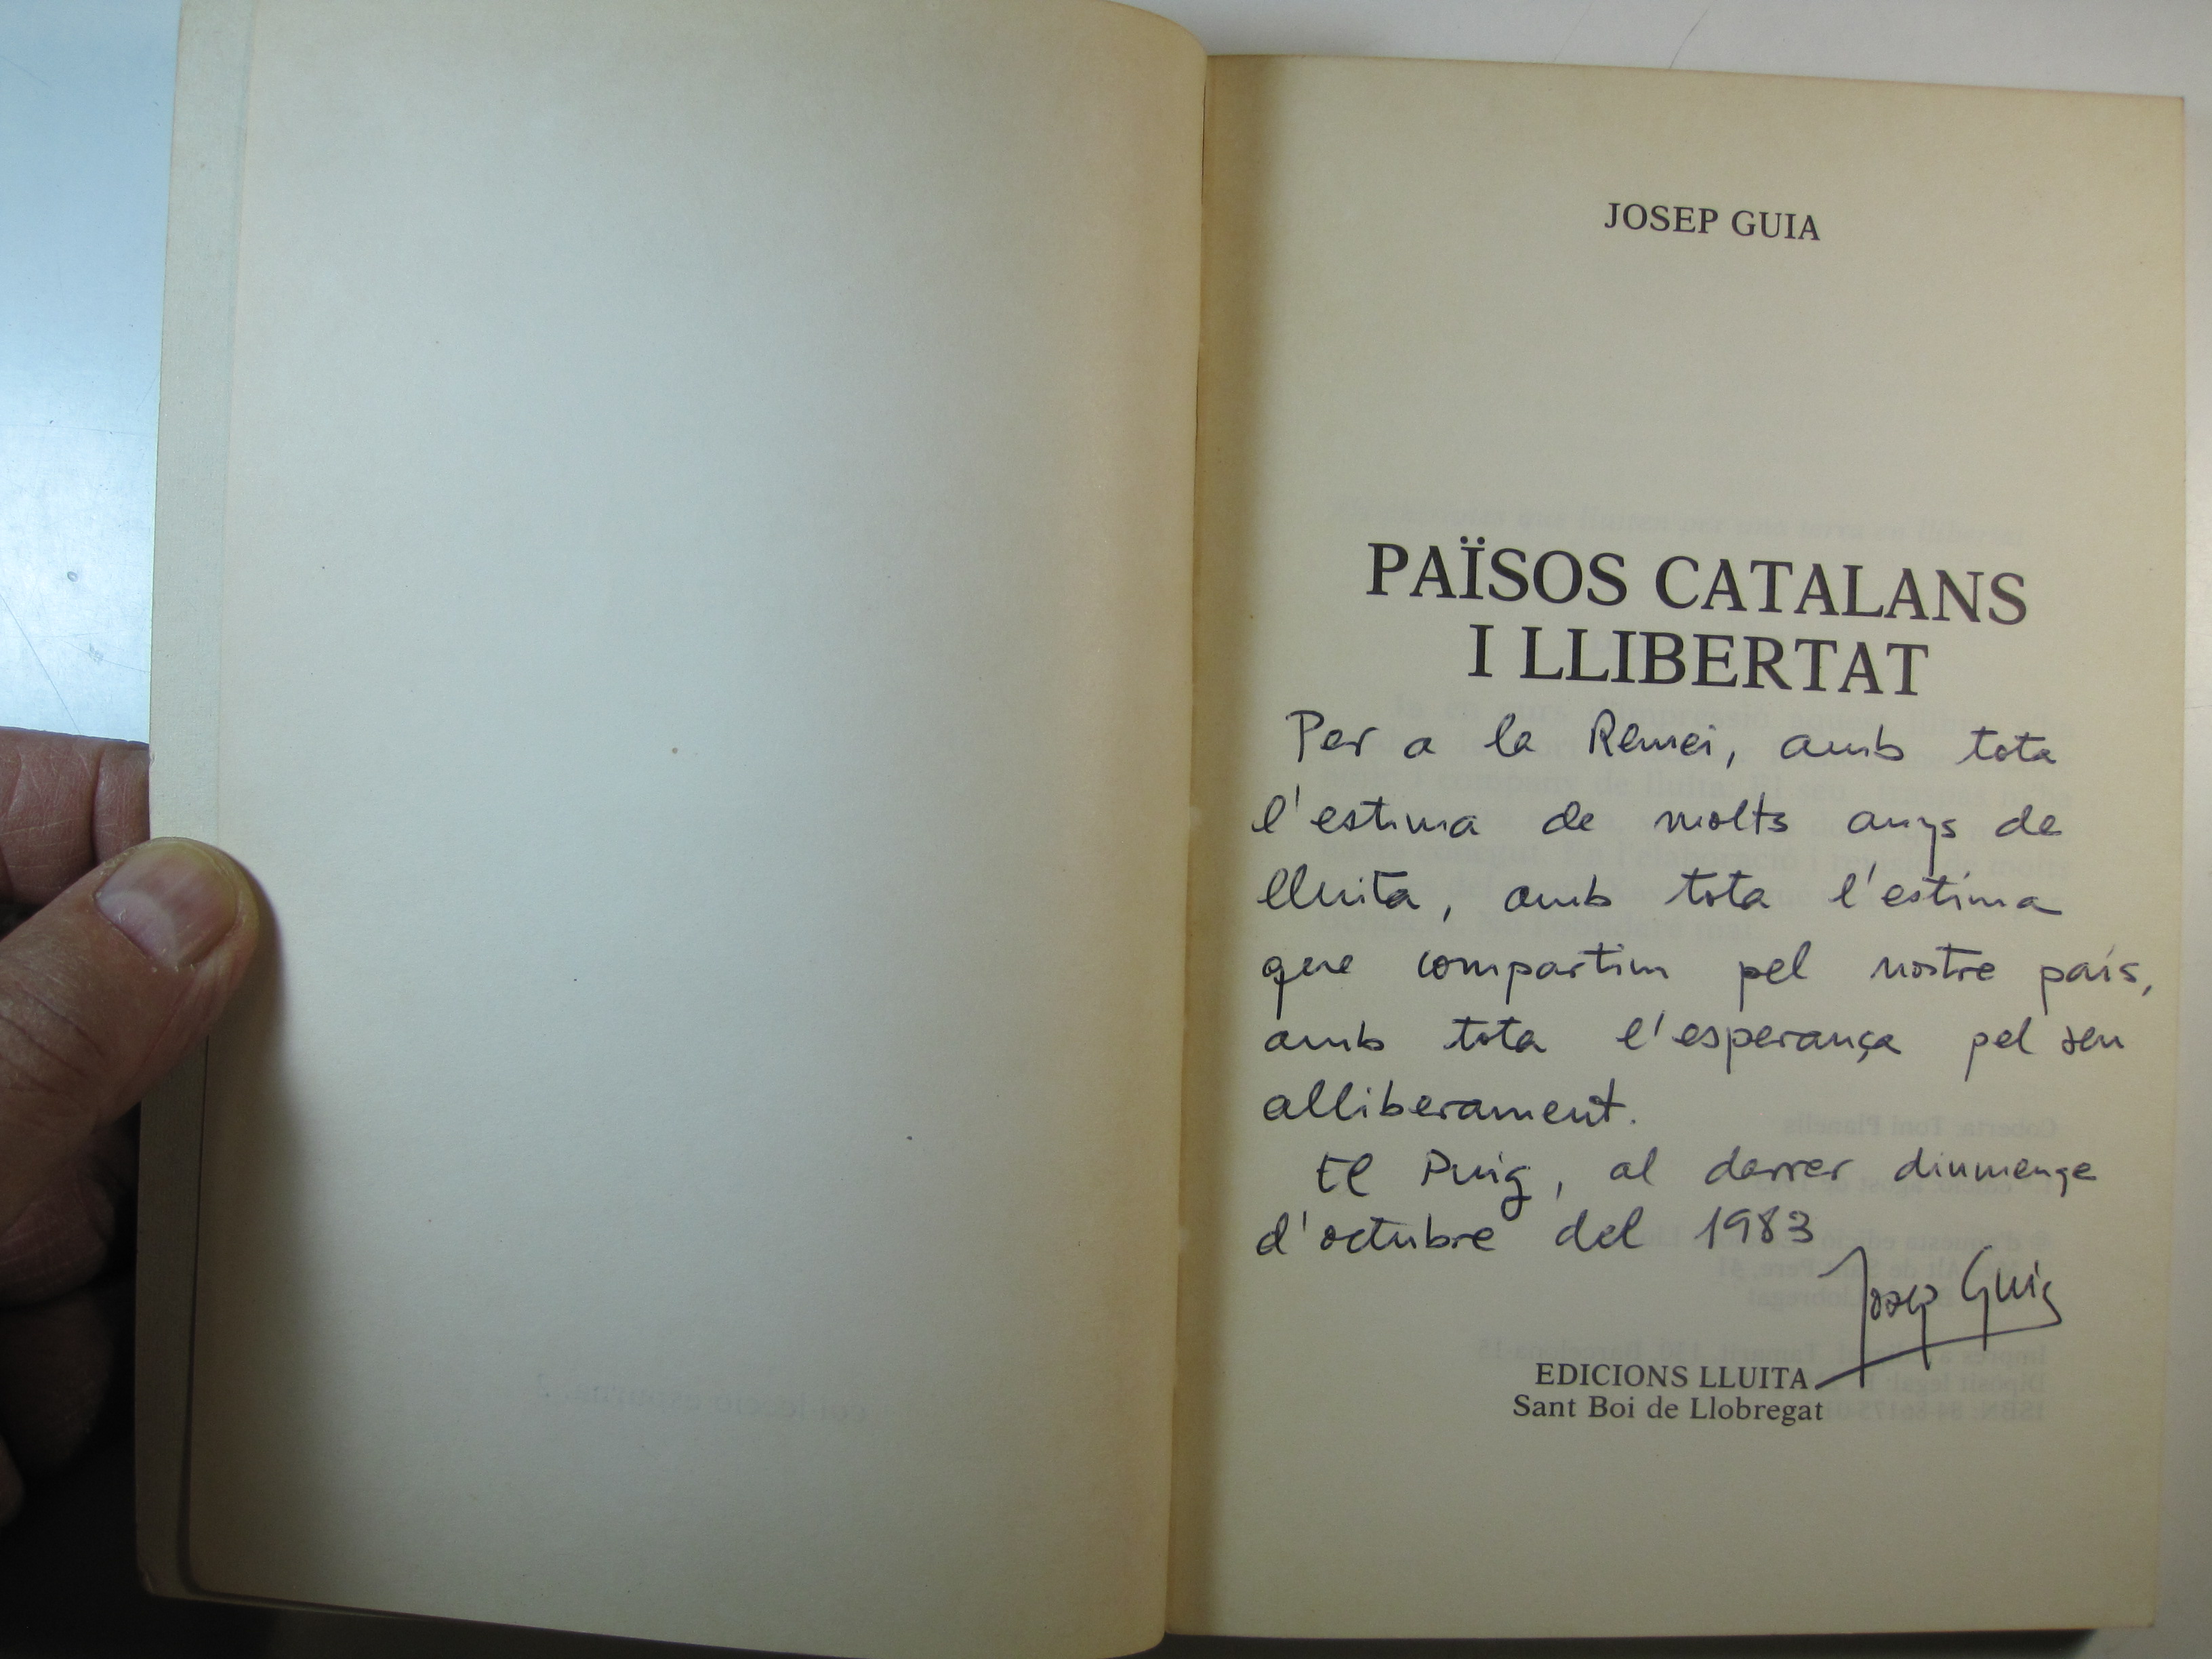 JOSEP GUIA
PAÏSOS CATALANS
I LLIBERTAT
Per a la Remei, amb tota
l'estima de molts anys de
lluita, amb tota l'estima
que compartim pel nostre país,
amb tota l'esperança pel seu
alliberament.
El Puig, al darrer diumenge
d'octubre del 1983
Josep Guia
EDICIONS LLUITA
Sant Boi de Llobregat